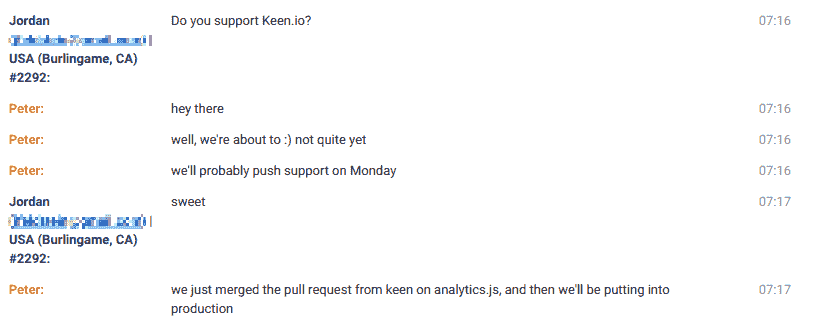 Jordan Do you support Keen.io? 07:16
USA (Burlingame, CA)
#2292:
Peter: hey there 07:16
Peter: well, we're about to :) not quite yet 07:16
Peter: we'll probably push support on Monday 07:16
Jordan sweet 07:17
USA (Burlingame, CA)
#2292:
Peter: we just merged the pull request from keen on analytics.js, and then we'll be putting into 07:17
production